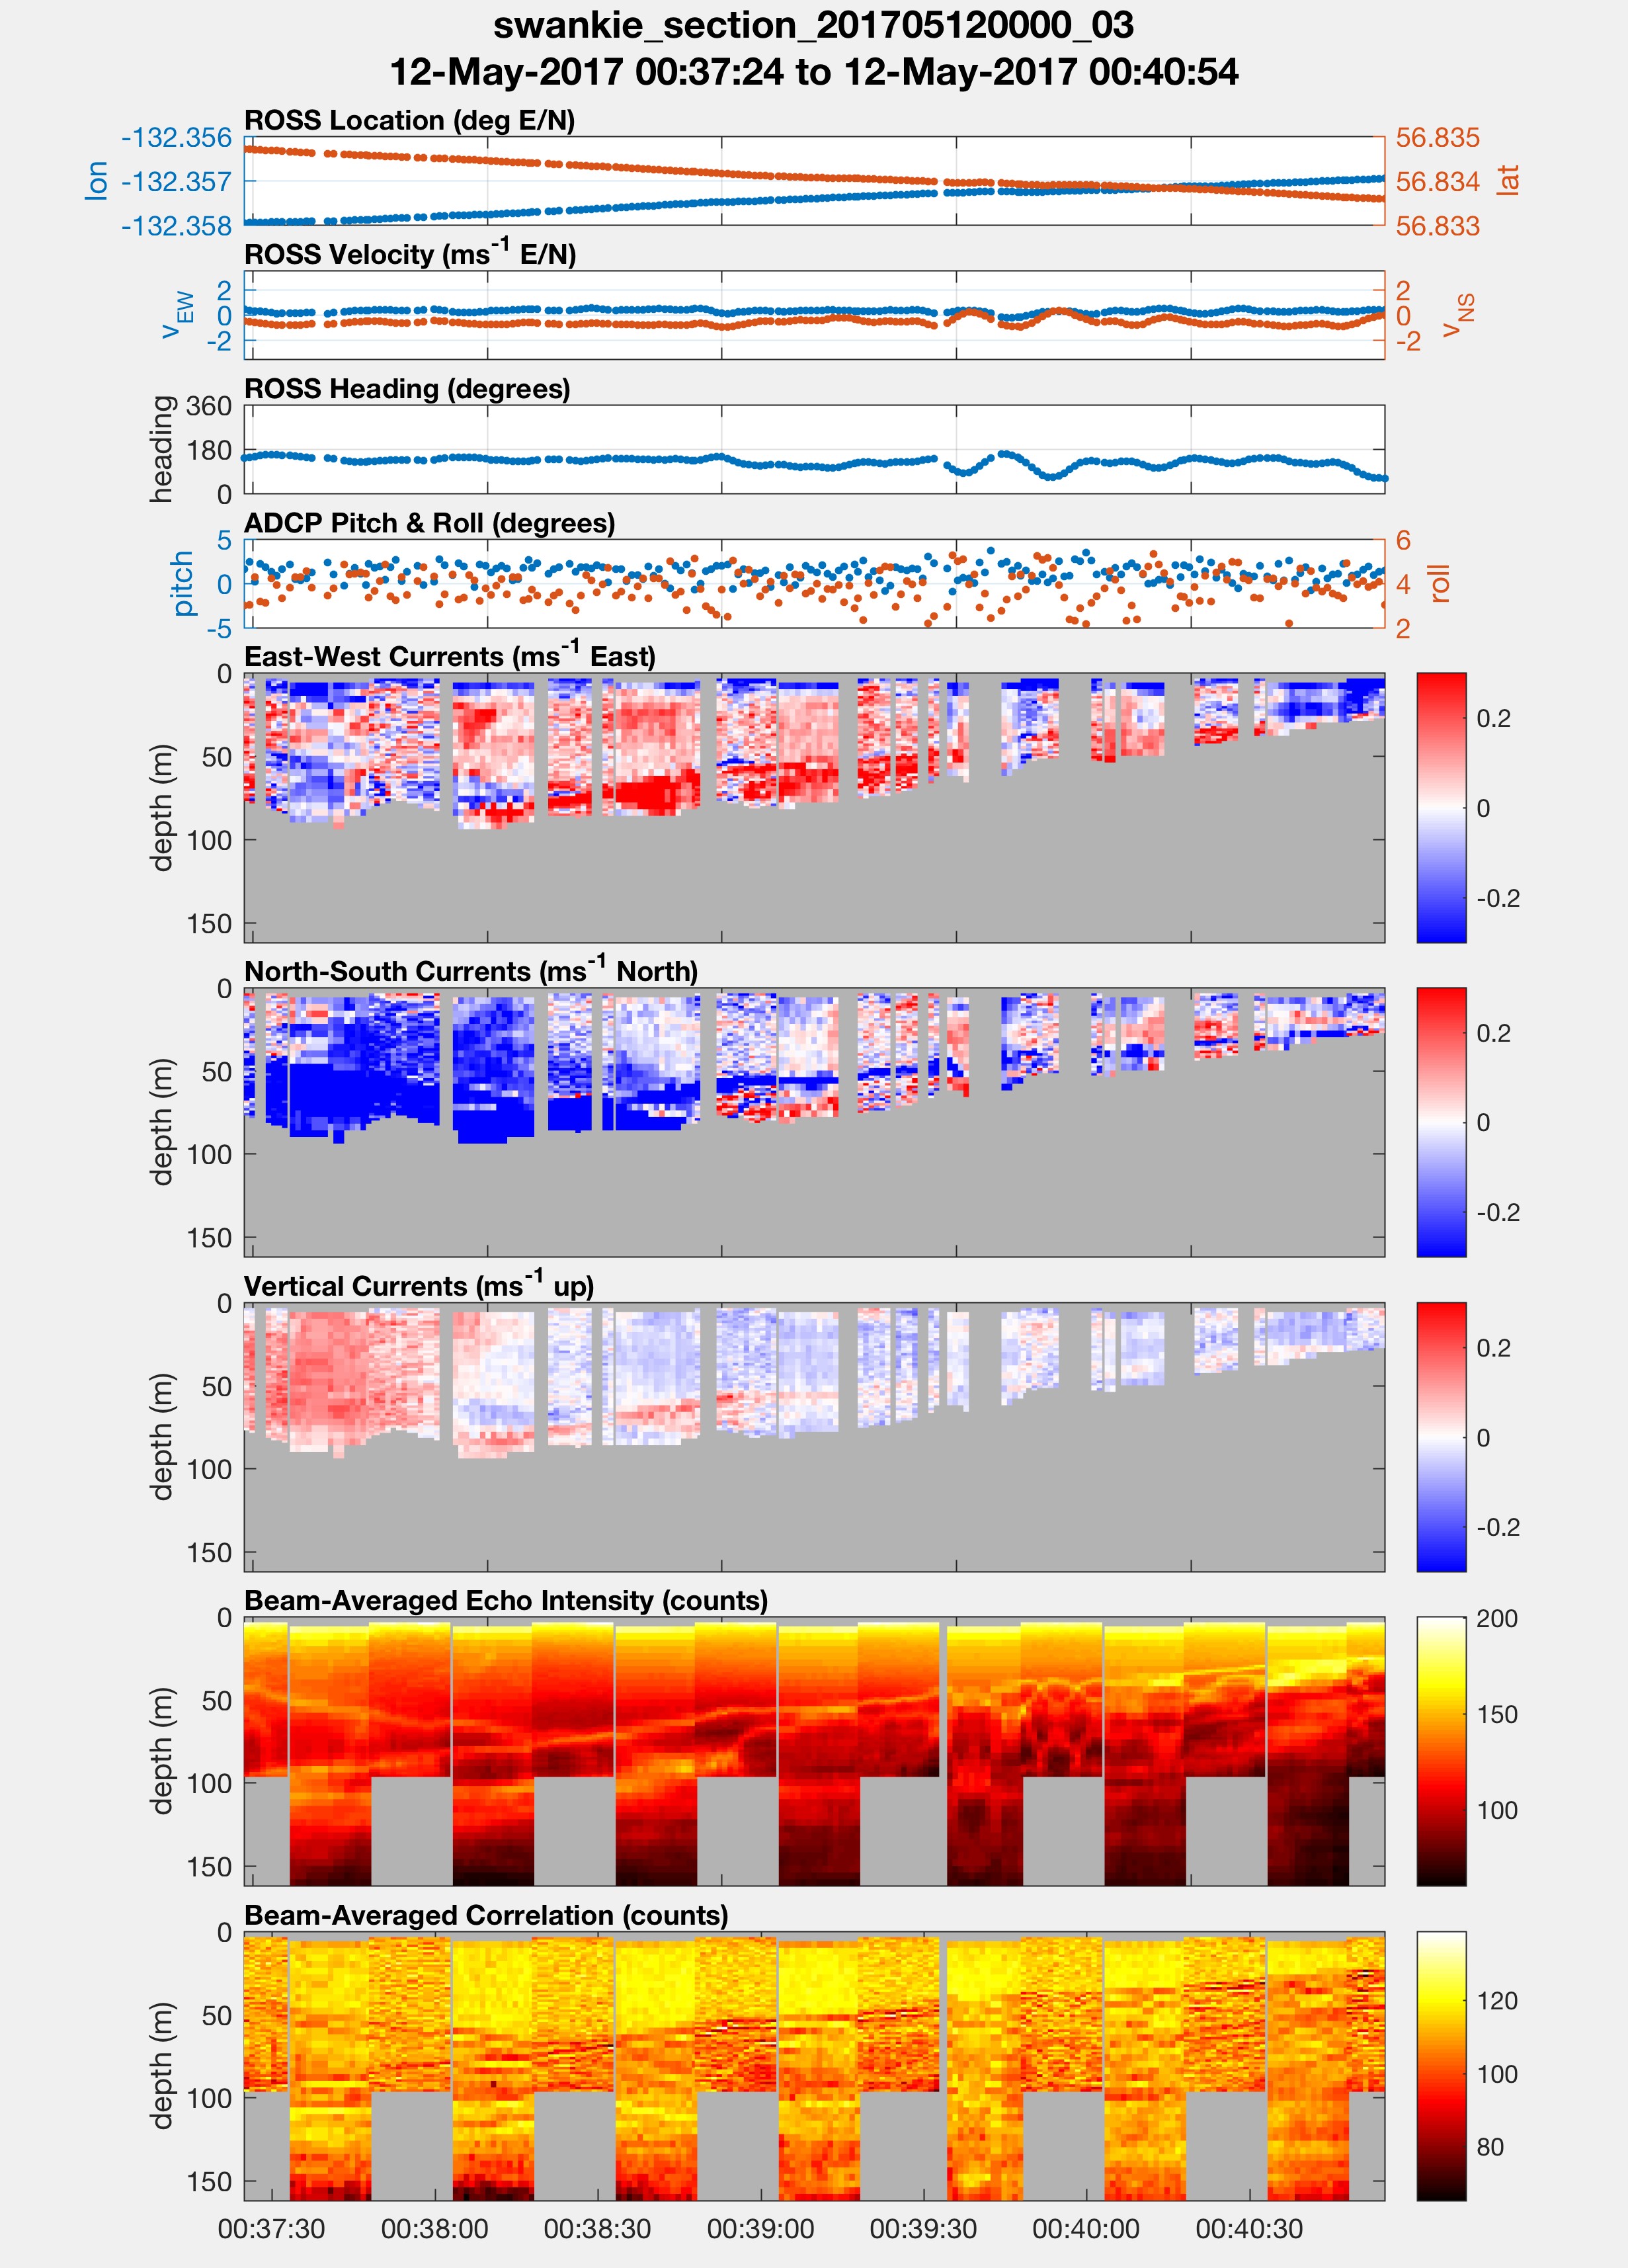 swankie_section_201705120000_03
12-May-2017 00:37:24 to 12-May-2017 00:40:54
ROSS Location (deg E/N)
-132.356
-132.357
-132.358
lon
56.835
56.834
56.833
lat
ROSS Velocity (ms-1 E/N)
2
0
-2
vEW
2
0
-2
vNS
ROSS Heading (degrees)
360
180
0
heading
ADCP Pitch & Roll (degrees)
5
0
-5
pitch
6
4
2
roll
East-West Currents (ms-1 East)
0
50
100
150
depth (m)
0.2
0
-0.2
North-South Currents (ms-1 North)
0
50
100
150
depth (m)
0.2
0
-0.2
Vertical Currents (ms-1 up)
0
50
100
150
depth (m)
0.2
0
-0.2
Beam-Averaged Echo Intensity (counts)
0
50
100
150
depth (m)
200
150
100
Beam-Averaged Correlation (counts)
0
50
100
150
depth (m)
120
100
80
00:37:30 00:38:00 00:38:30 00:39:00 00:39:30 00:40:00 00:40:30